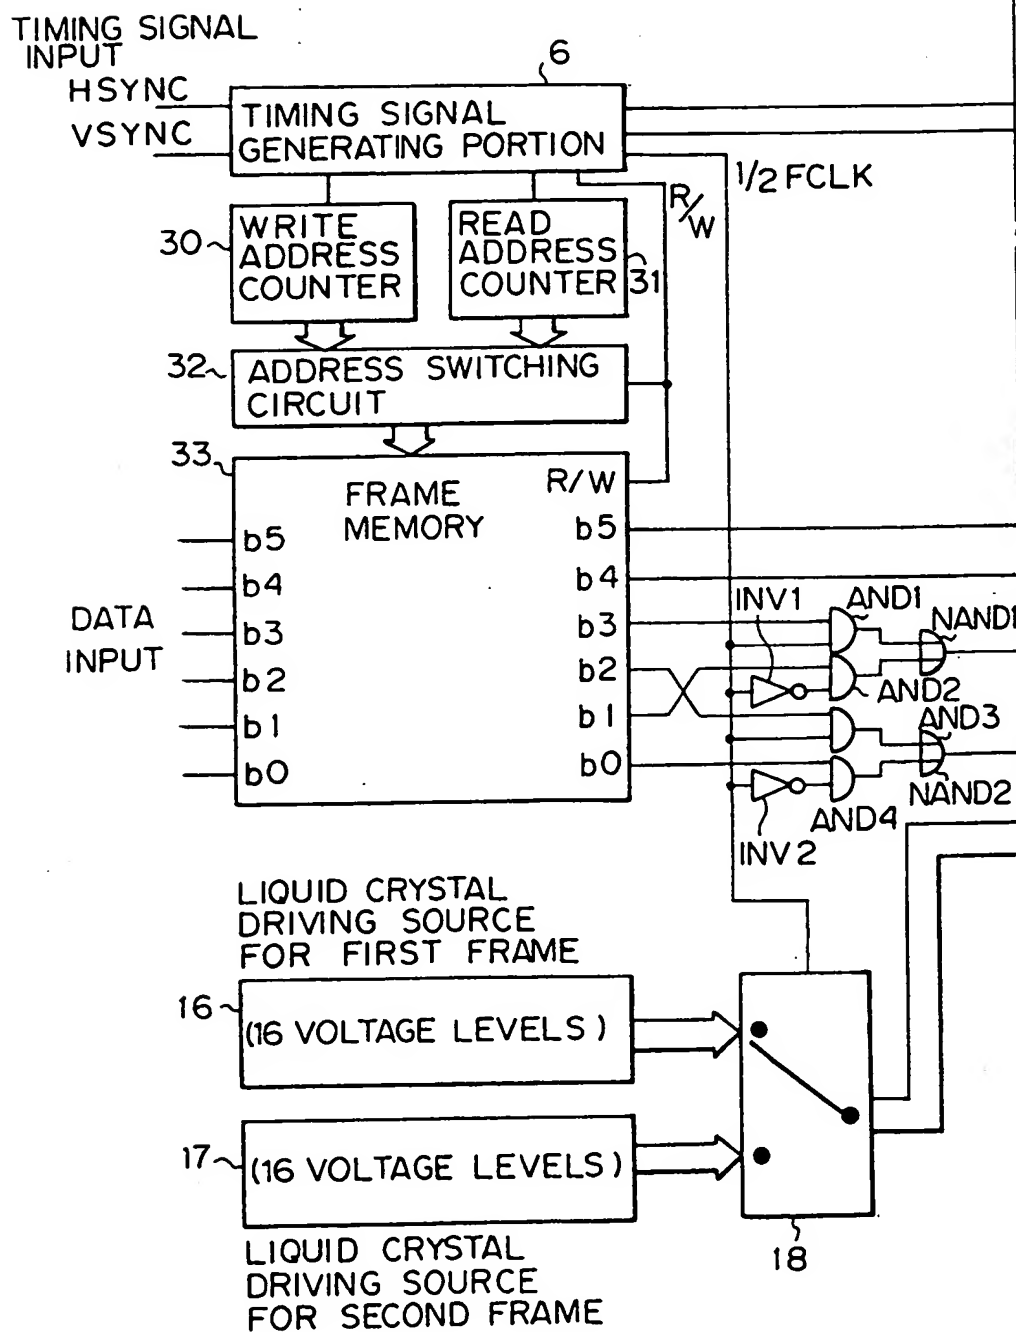 TIMING SIGNAL
INPUT
HSYNC
VSYNC
6
TIMING SIGNAL
GENERATING PORTION
1/2 FCLK
R/W
30
WRITE
ADDRESS
COUNTER
READ
ADDRESS
COUNTER
31
32
ADDRESS SWITCHING
CIRCUIT
33
FRAME
MEMORY
R/W
DATA
INPUT
b5
b4
b3
b2
b1
b0
b5
b4
b3
b2
b1
b0
INV1
AND1
NAND1
AND2
AND3
NAND2
AND4
INV2
LIQUID CRYSTAL
DRIVING SOURCE
FOR FIRST FRAME
16
(16 VOLTAGE LEVELS)
17
(16 VOLTAGE LEVELS)
18
LIQUID CRYSTAL
DRIVING SOURCE
FOR SECOND FRAME